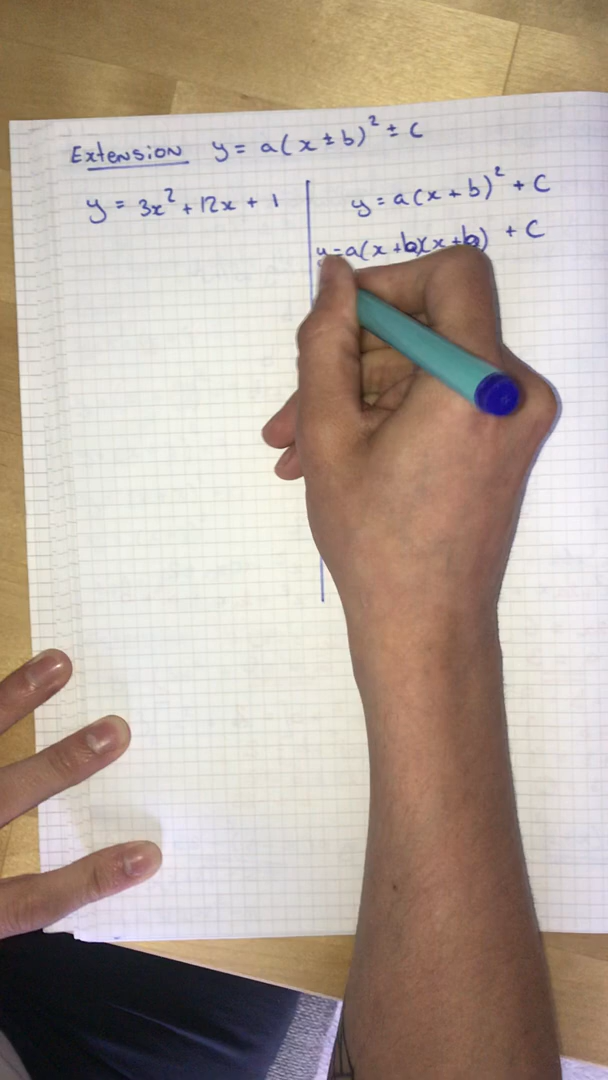 Extension y = a(x ± b)² ± C
y = 3x² + 12x + 1
y = a(x + b)² + C
y = a(x + b)(x + b) + C